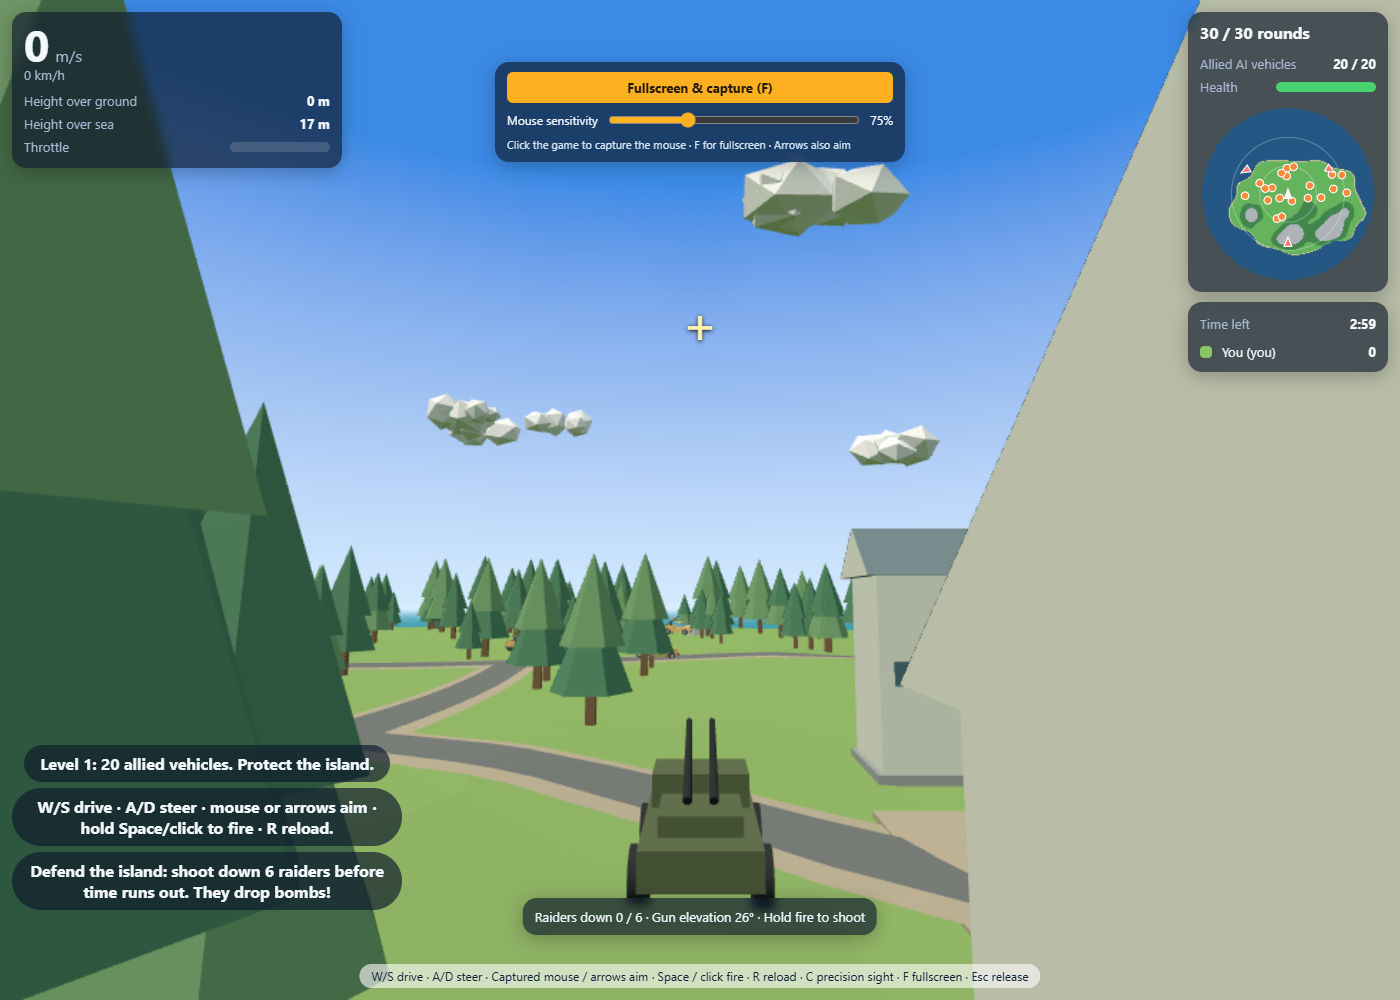 0 m/s
0 km/h
Height over ground 0 m
Height over sea 17 m
Throttle
Fullscreen & capture (F)
Mouse sensitivity 75%
Click the game to capture the mouse · F for fullscreen · Arrows also aim
30 / 30 rounds
Allied AI vehicles 20 / 20
Health
Time left 2:59
You (you) 0
Level 1: 20 allied vehicles. Protect the island.
W/S drive · A/D steer · mouse or arrows aim ·
hold Space/click to fire · R reload.
Defend the island: shoot down 6 raiders before
time runs out. They drop bombs!
Raiders down 0 / 6 · Gun elevation 26° · Hold fire to shoot
W/S drive · A/D steer · Captured mouse / arrows aim · Space / click fire · R reload · C precision sight · F fullscreen · Esc release